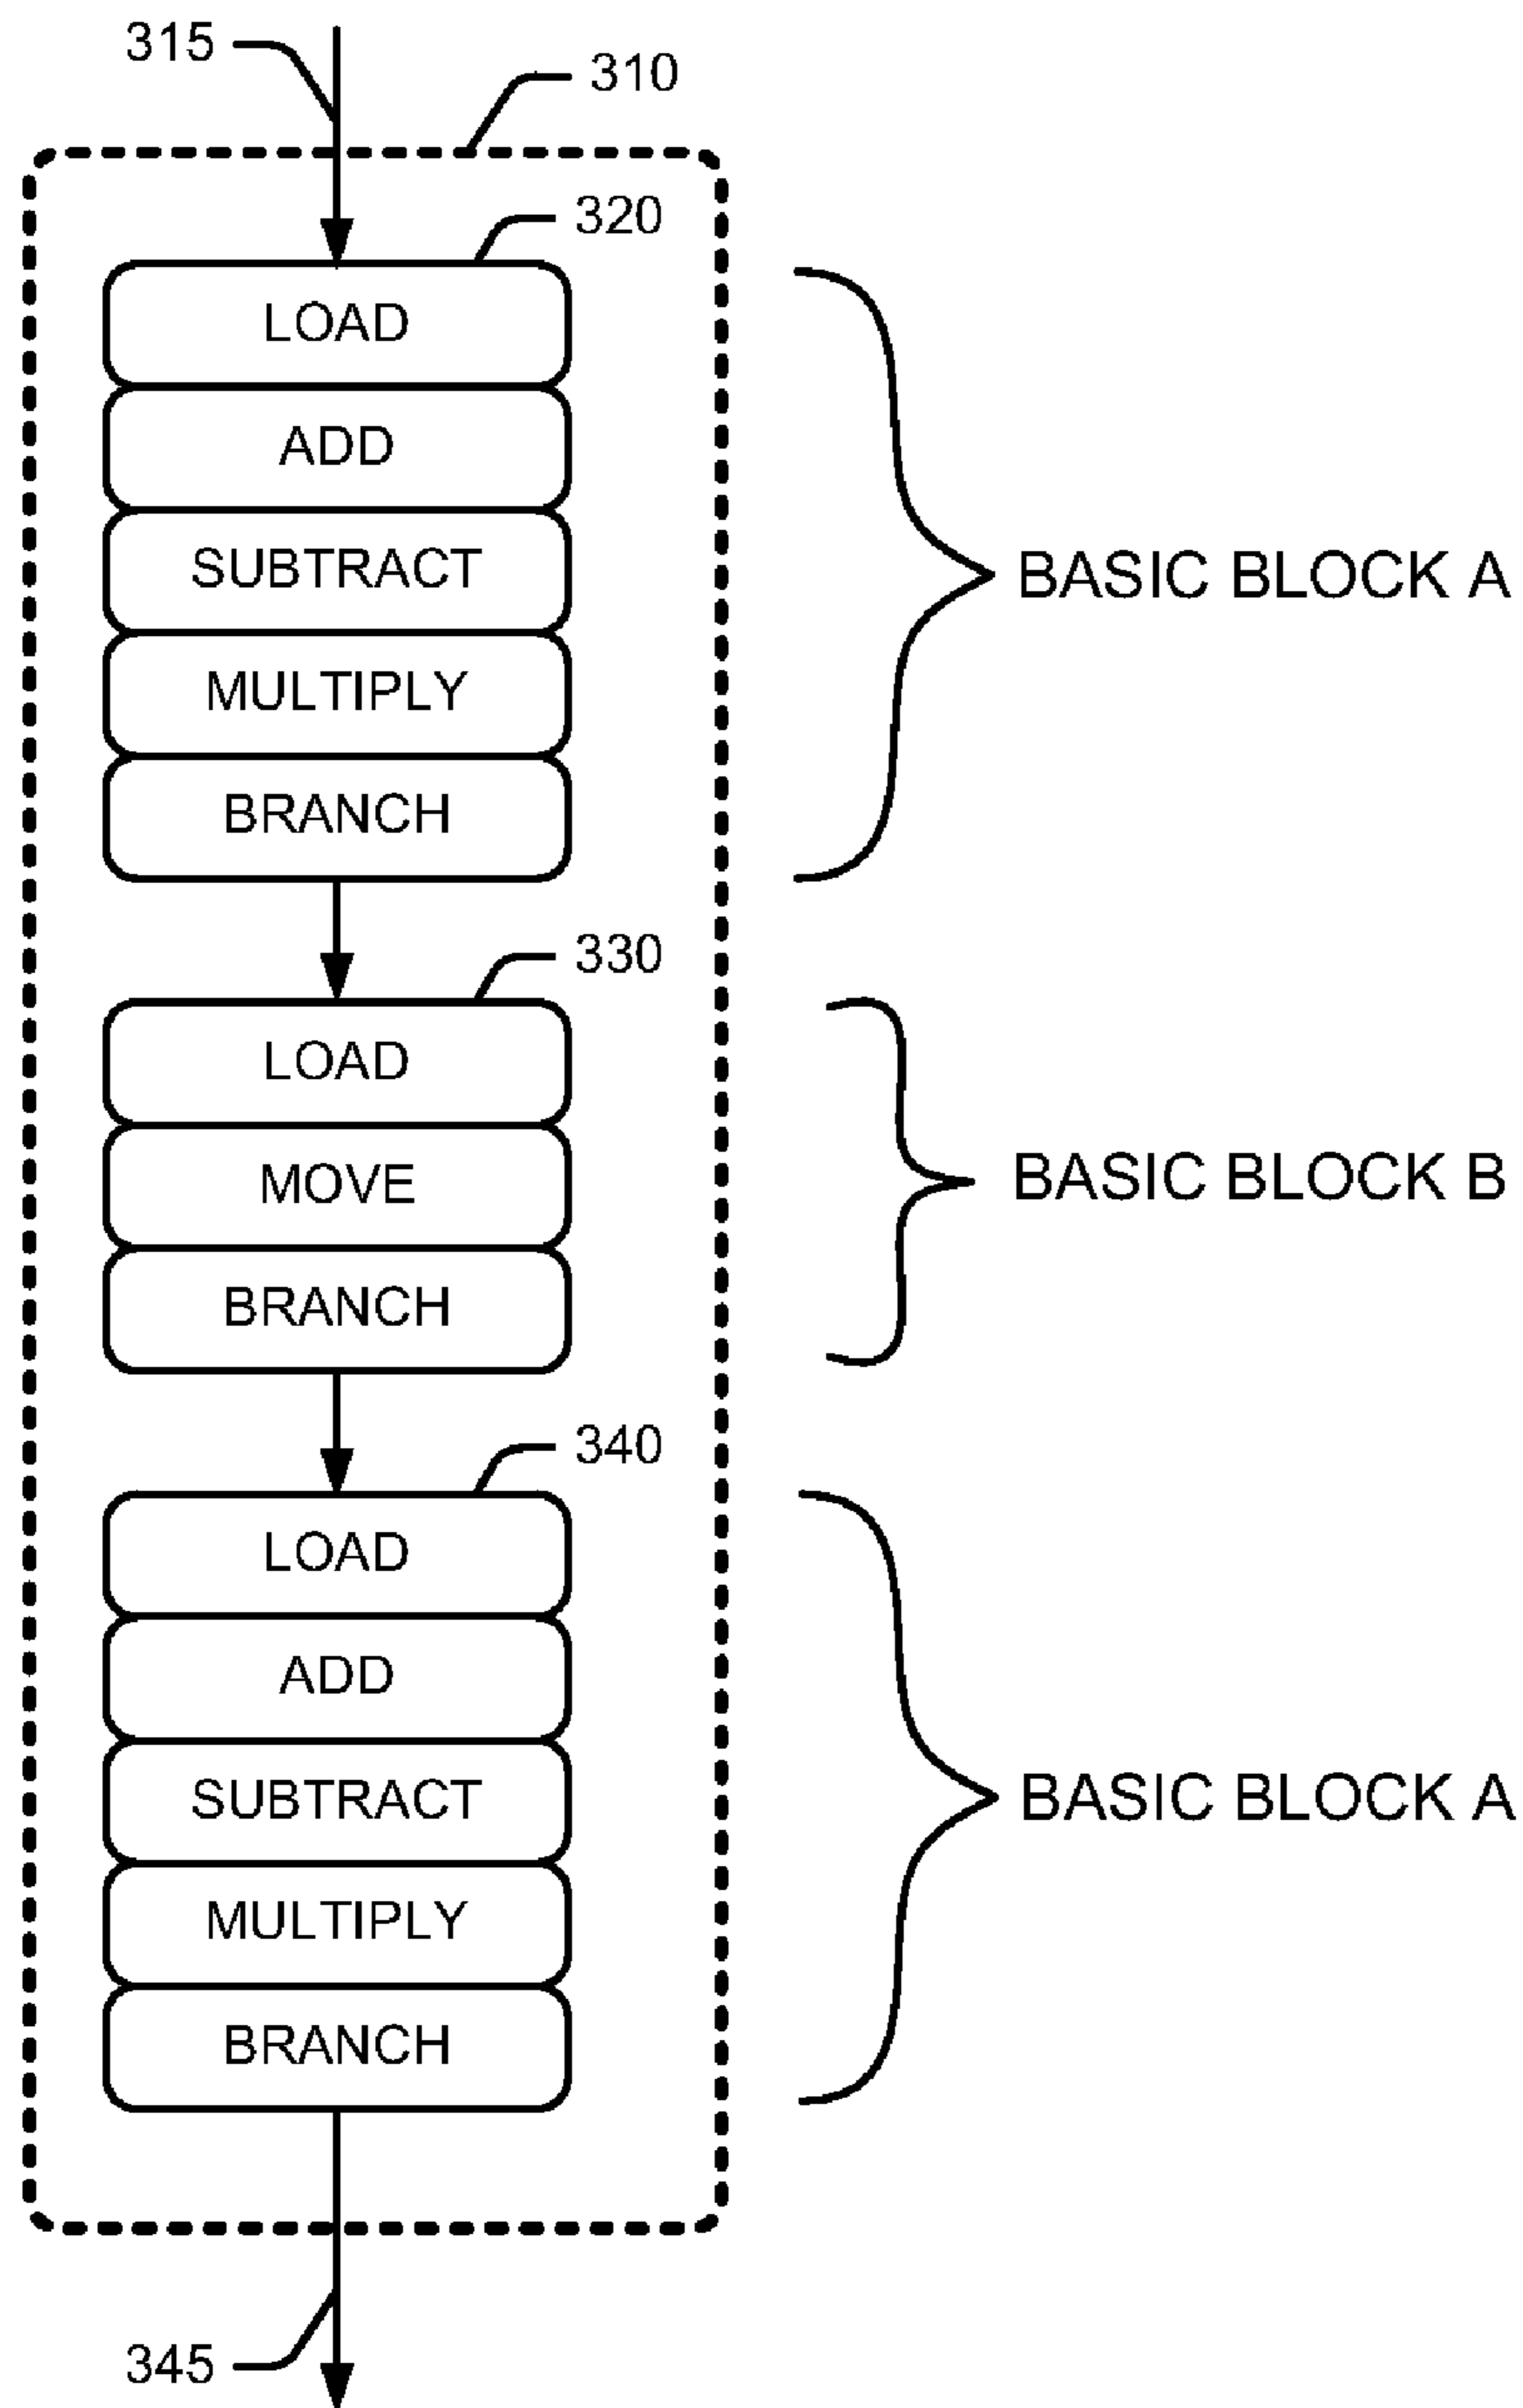 315
310
320
LOAD
ADD
SUBTRACT
MULTIPLY
BRANCH
BASIC BLOCK A
330
LOAD
MOVE
BRANCH
BASIC BLOCK B
340
LOAD
ADD
SUBTRACT
MULTIPLY
BRANCH
BASIC BLOCK A
345